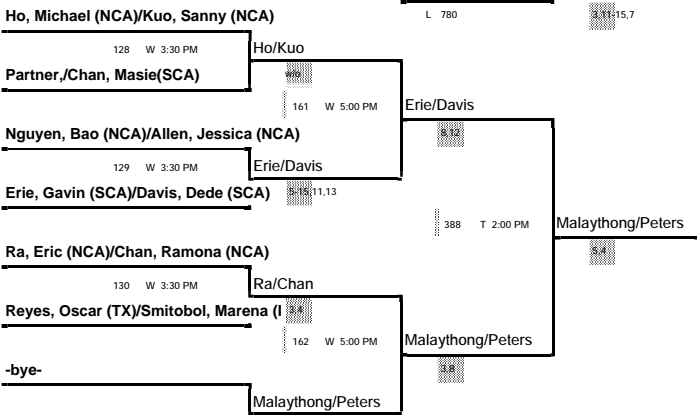 Ho, Michael (NCA)/Kuo, Sanny (NCA)
L 780
3,11-15,7
128 W 3:30 PM
Ho/Kuo
Partner,/Chan, Masie(SCA)
w/o
161 W 5:00 PM
Erie/Davis
Nguyen, Bao (NCA)/Allen, Jessica (NCA)
8,12
129 W 3:30 PM
Erie/Davis
Erie, Gavin (SCA)/Davis, Dede (SCA)
5-15,11,13
388 T 2:00 PM
Malaythong/Peters
Ra, Eric (NCA)/Chan, Ramona (NCA)
5,4
130 W 3:30 PM
Ra/Chan
Reyes, Oscar (TX)/Smitobol, Marena (I
3,4
162 W 5:00 PM
Malaythong/Peters
-bye-
3,8
Malaythong/Peters